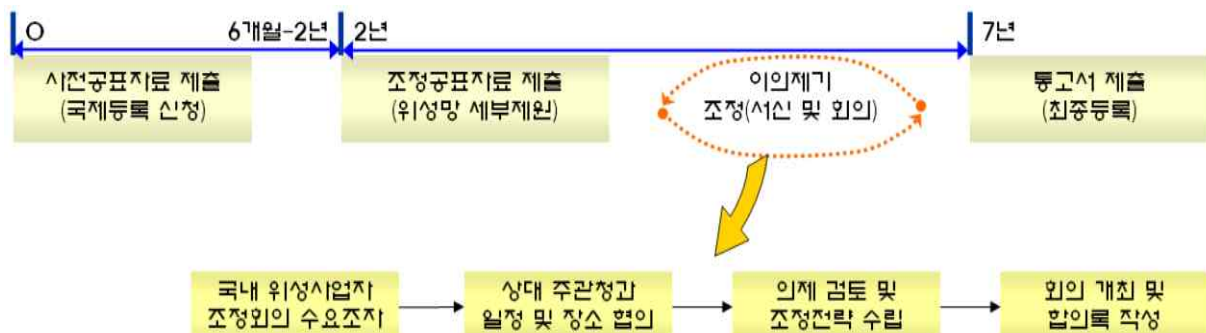 O
6개월-2년
2년
7년
사전공표자료 제출
(국제등록 신청)
조정공표자료 제출
(위성망 세부제원)
이의제기
조정(서신 및 회의)
통고서 제출
(최종등록)
국내 위성사업자
조정회의 수요조자
상대 주관청과
일정 및 장소 협의
의제 검토 및
조정전략 수립
회의 개최 및
합의록 작성